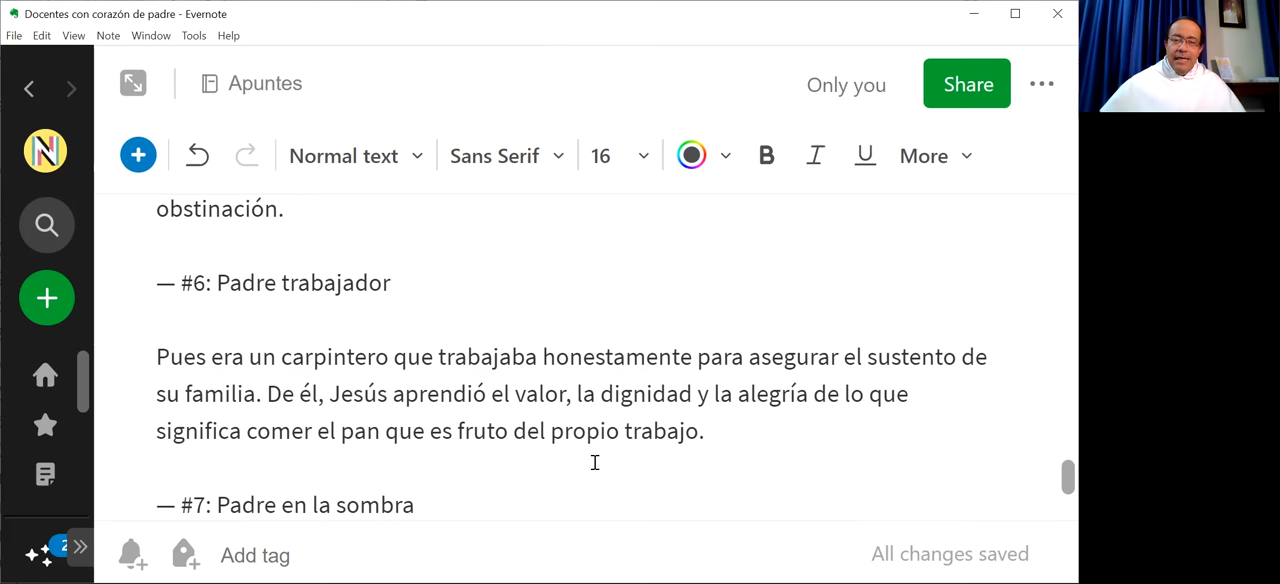 Docentes con corazón de padre - Evernote
File Edit View Note Window Tools Help
Apuntes
Only you
Share
Normal text
Sans Serif
16
B I U
More
obstinación.
— #6: Padre trabajador
Pues era un carpintero que trabajaba honestamente para asegurar el sustento de
su familia. De él, Jesús aprendió el valor, la dignidad y la alegría de lo que
significa comer el pan que es fruto del propio trabajo.
— #7: Padre en la sombra
2
Add tag
All changes saved